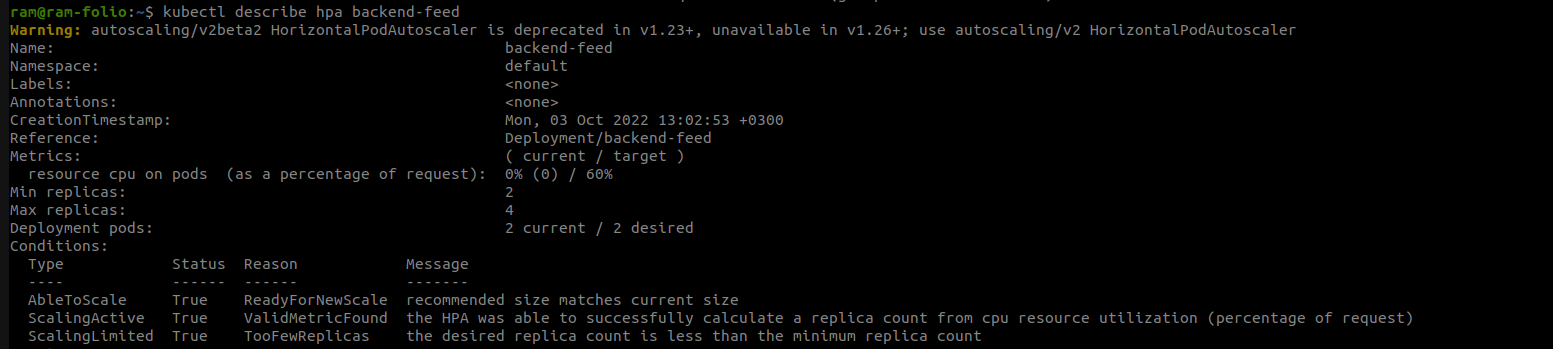 ram@ram-folio:~$ kubectl describe hpa backend-feed
Warning: autoscaling/v2beta2 HorizontalPodAutoscaler is deprecated in v1.23+, unavailable in v1.26+; use autoscaling/v2 HorizontalPodAutoscaler
Name:                                                  backend-feed
Namespace:                                             default
Labels:                                                <none>
Annotations:                                           <none>
CreationTimestamp:                                     Mon, 03 Oct 2022 13:02:53 +0300
Reference:                                             Deployment/backend-feed
Metrics:                                               ( current / target )
  resource cpu on pods  (as a percentage of request):  0% (0) / 60%
Min replicas:                                          2
Max replicas:                                          4
Deployment pods:                                       2 current / 2 desired
Conditions:
  Type            Status  Reason            Message
  ----            ------  ------            -------
  AbleToScale     True    ReadyForNewScale  recommended size matches current size
  ScalingActive   True    ValidMetricFound  the HPA was able to successfully calculate a replica count from cpu resource utilization (percentage of request)
  ScalingLimited  True    TooFewReplicas    the desired replica count is less than the minimum replica count